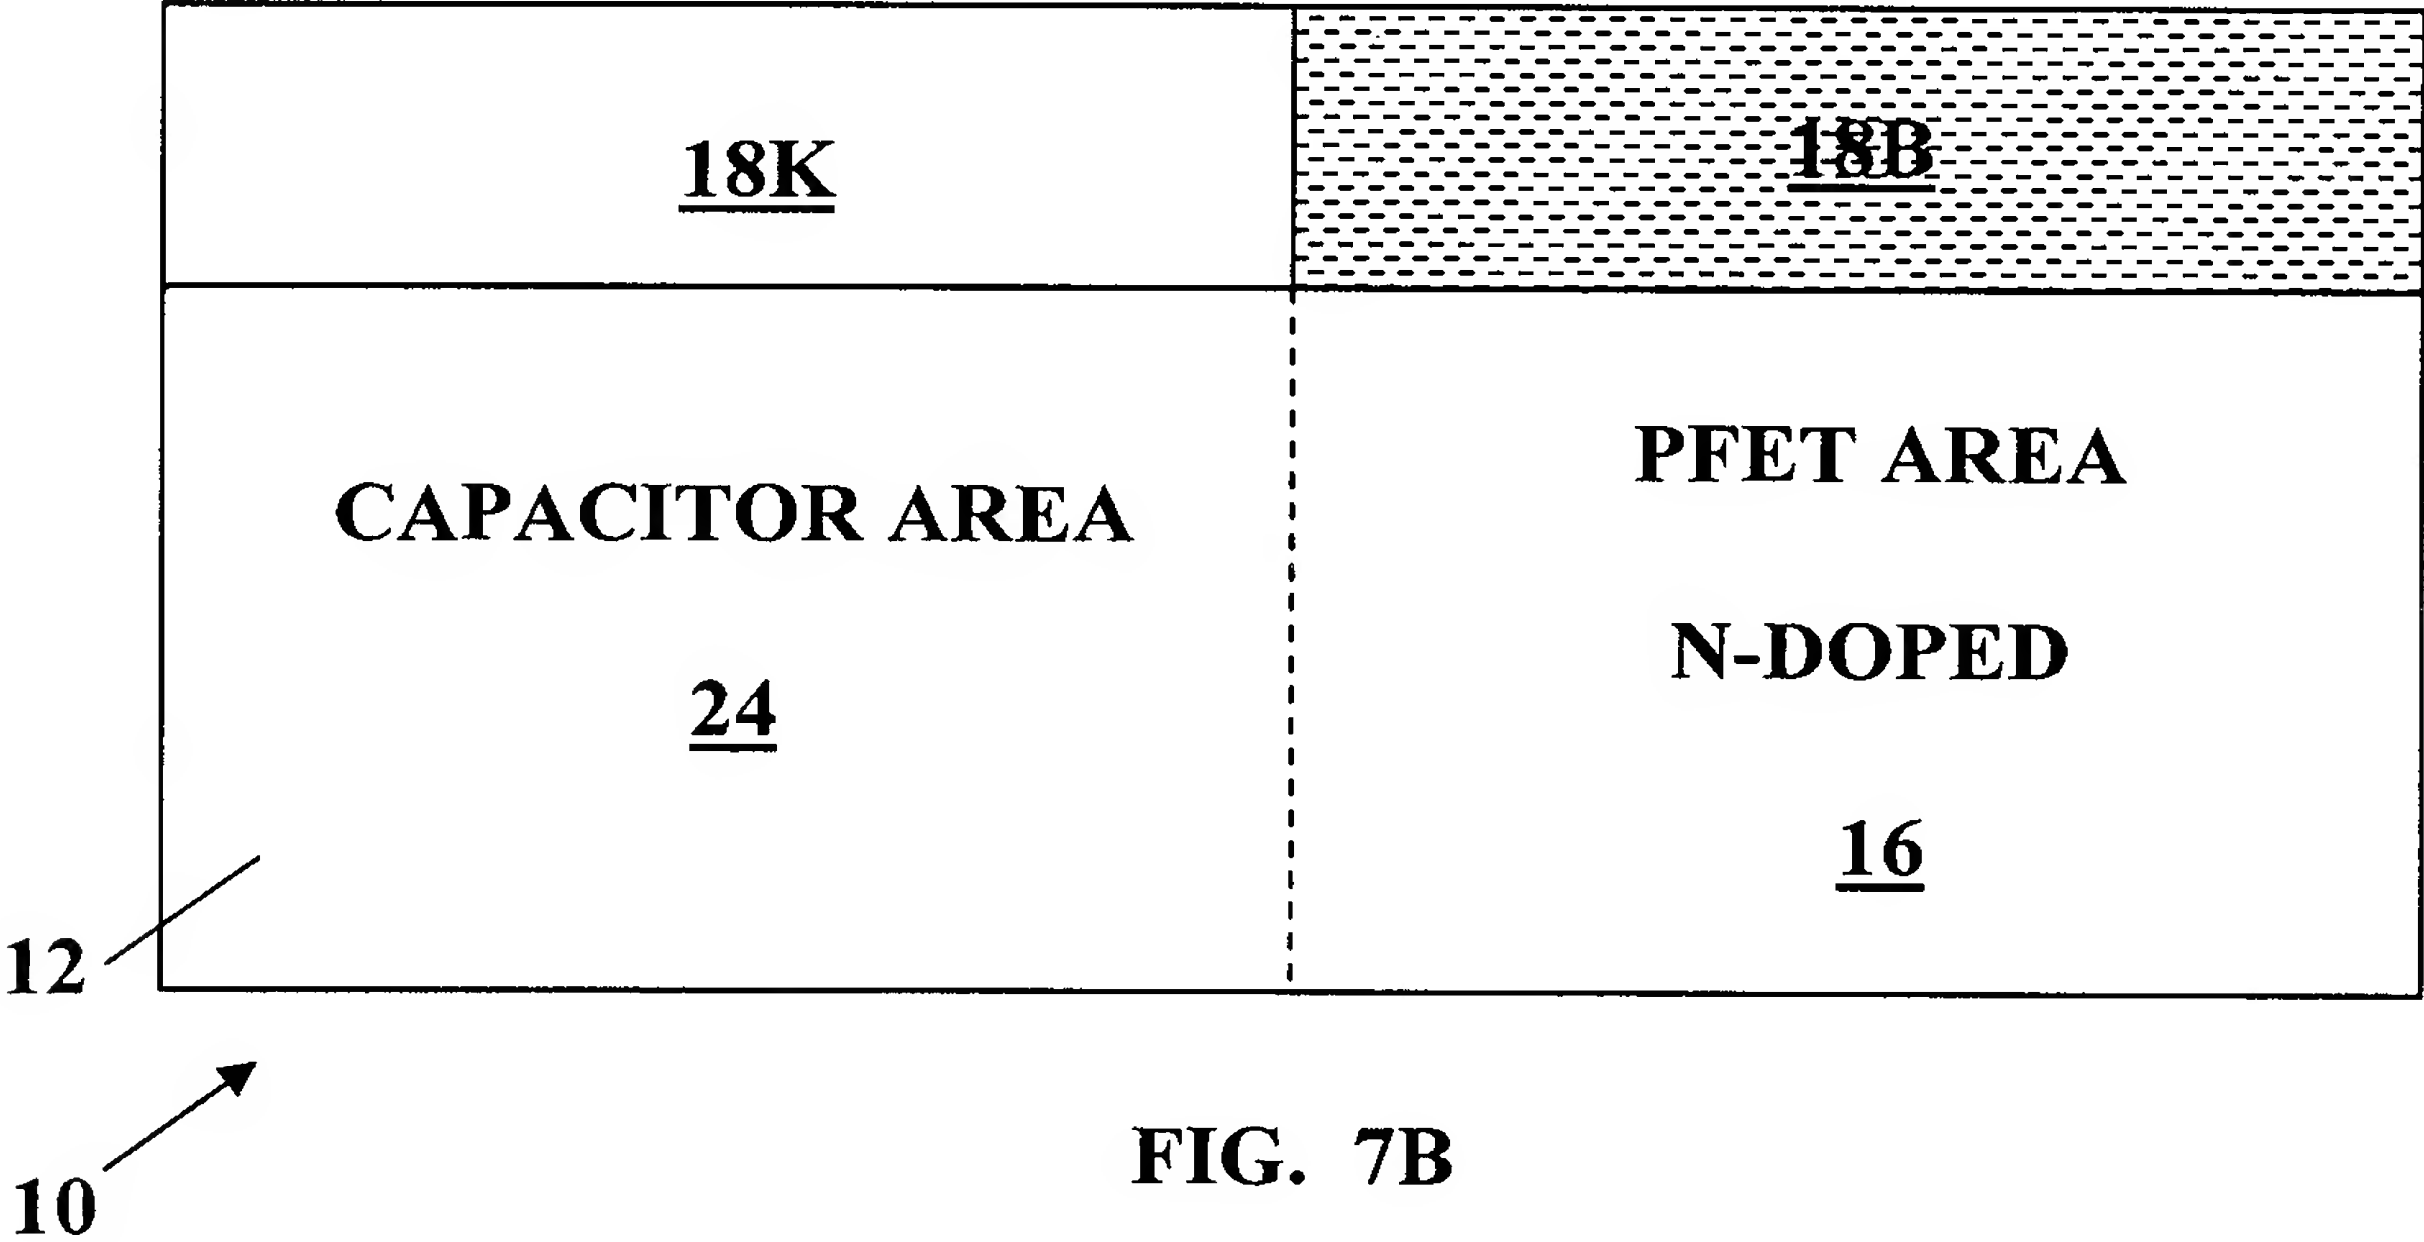 18K
18B
CAPACITOR AREA
24
PFET AREA
N-DOPED
16
12
10
FIG. 7B